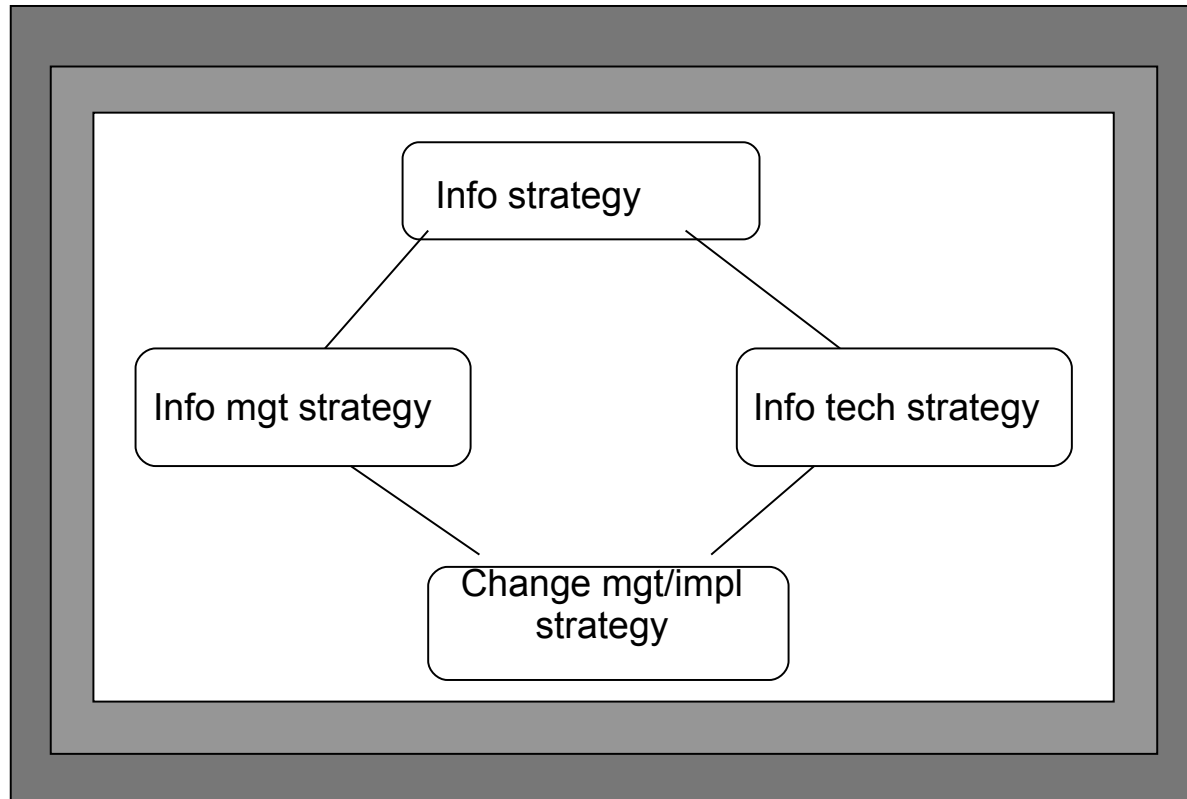 Info strategy
Info mgt strategy
Info tech strategy
Change mgt/impl
strategy